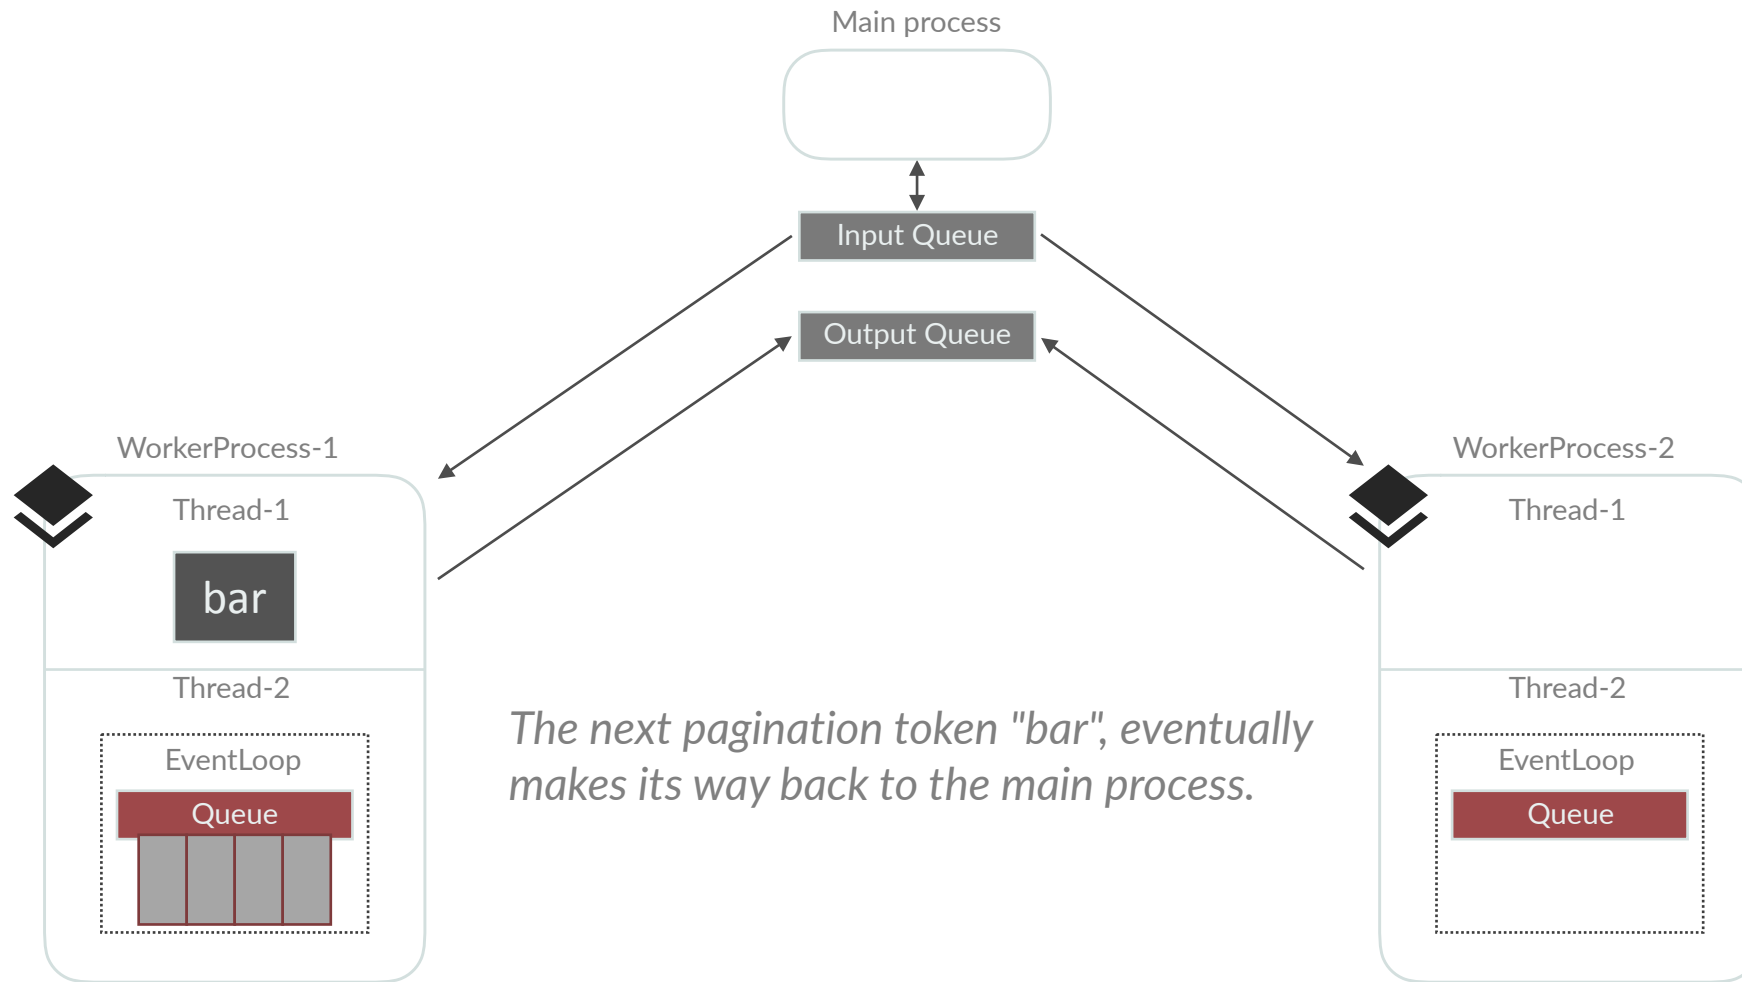 Main process
Input Queue
Output Queue
WorkerProcess-1
Thread-1
bar
Thread-2
EventLoop
Queue
The next pagination token "bar", eventually
makes its way back to the main process.
WorkerProcess-2
Thread-1
Thread-2
EventLoop
Queue